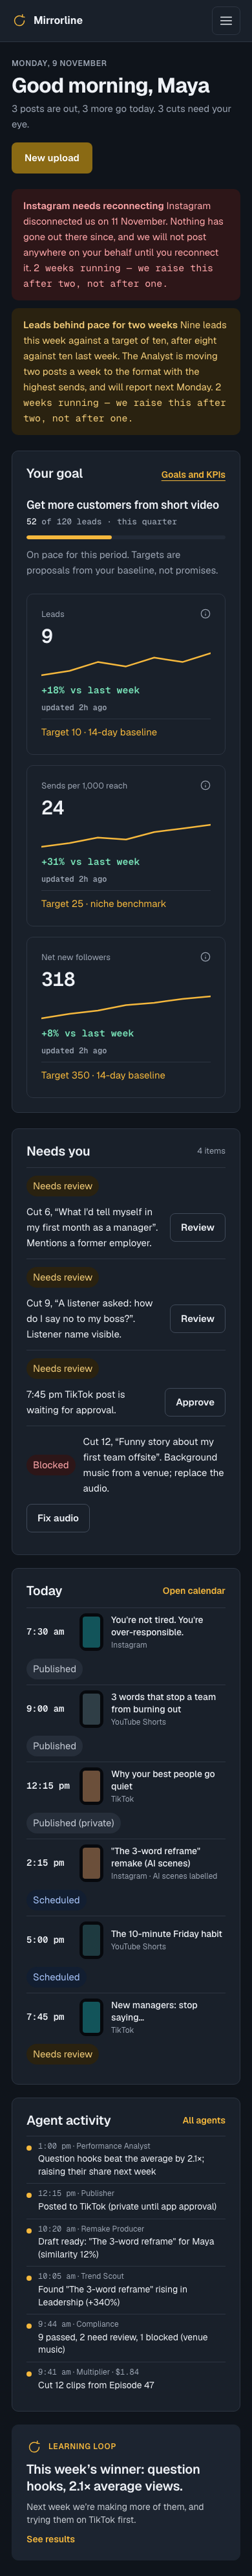 Mirrorline
MONDAY, 9 NOVEMBER
Good morning, Maya
3 posts are out, 3 more go today. 3 cuts need your
eye.
New upload
Instagram needs reconnecting Instagram
disconnected us on 11 November. Nothing has
gone out there since, and we will not post
anywhere on your behalf until you reconnect
it. 2 weeks running — we raise this
after two, not after one.
Leads behind pace for two weeks Nine leads
this week against a target of ten, after eight
against ten last week. The Analyst is moving
two posts a week to the format with the
highest sends, and will report next Monday. 2
weeks running — we raise this after
two, not after one.
Your goal
Goals and KPIs
Get more customers from short video
52 of 120 leads · this quarter
On pace for this period. Targets are
proposals from your baseline, not promises.
Leads
9
+18% vs last week
updated 2h ago
Target 10 · 14-day baseline
Sends per 1,000 reach
24
+31% vs last week
updated 2h ago
Target 25 · niche benchmark
Net new followers
318
+8% vs last week
updated 2h ago
Target 350 · 14-day baseline
Needs you
4 items
Needs review
Cut 6, “What I'd tell myself in
my first month as a manager”.
Mentions a former employer.
Review
Needs review
Cut 9, “A listener asked: how
do I say no to my boss?”.
Listener name visible.
Review
Needs review
7:45 pm TikTok post is
waiting for approval.
Approve
Blocked
Cut 12, “Funny story about my
first team offsite”. Background
music from a venue; replace the
audio.
Fix audio
Today
Open calendar
7:30 am
You're not tired. You're
over-responsible.
Instagram
Published
9:00 am
3 words that stop a team
from burning out
YouTube Shorts
Published
12:15 pm
Why your best people go
quiet
TikTok
Published (private)
2:15 pm
"The 3-word reframe"
remake (AI scenes)
Instagram · AI scenes labelled
Scheduled
5:00 pm
The 10-minute Friday habit
YouTube Shorts
Scheduled
7:45 pm
New managers: stop
saying…
TikTok
Needs review
Agent activity
All agents
1:00 pm · Performance Analyst
Question hooks beat the average by 2.1×;
raising their share next week
12:15 pm · Publisher
Posted to TikTok (private until app approval)
10:20 am · Remake Producer
Draft ready: "The 3-word reframe" for Maya
(similarity 12%)
10:05 am · Trend Scout
Found "The 3-word reframe" rising in
Leadership (+340%)
9:44 am · Compliance
9 passed, 2 need review, 1 blocked (venue
music)
9:41 am · Multiplier · $1.84
Cut 12 clips from Episode 47
LEARNING LOOP
This week's winner: question
hooks, 2.1× average views.
Next week we're making more of them, and
trying them on TikTok first.
See results